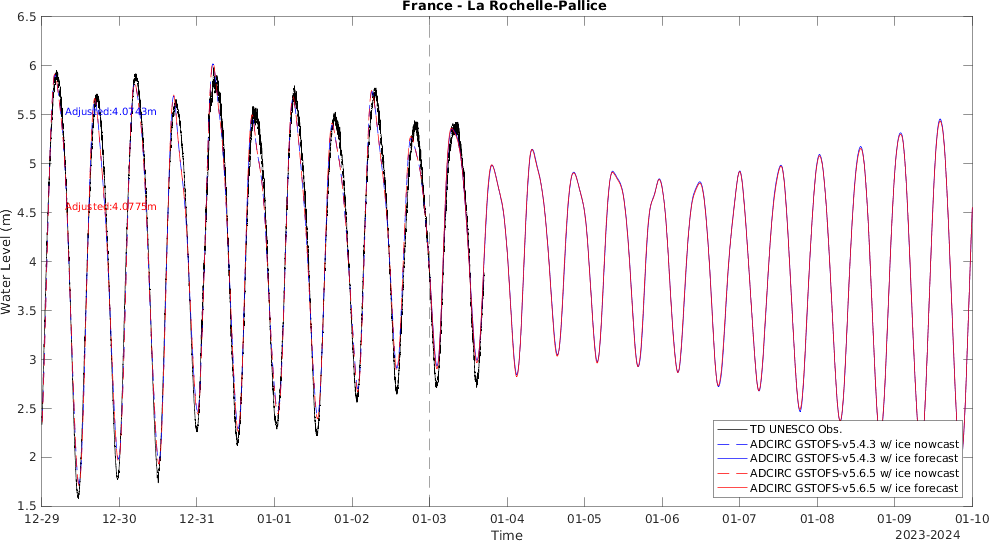 France - La Rochelle-Pallice
6.5
6
5.5
5
4.5
4
3.5
3
2.5
2
1.5
Water Level (m)
Adjusted:4.0743m
Adjusted:4.0775m
TD UNESCO Obs.
ADCIRC GSTOFS-v5.4.3 w/ ice nowcast
ADCIRC GSTOFS-v5.4.3 w/ ice forecast
ADCIRC GSTOFS-v5.6.5 w/ ice nowcast
ADCIRC GSTOFS-v5.6.5 w/ ice forecast
12-29 12-30 12-31 01-01 01-02 01-03 01-04 01-05 01-06 01-07 01-08 01-09 01-10
Time
2023-2024